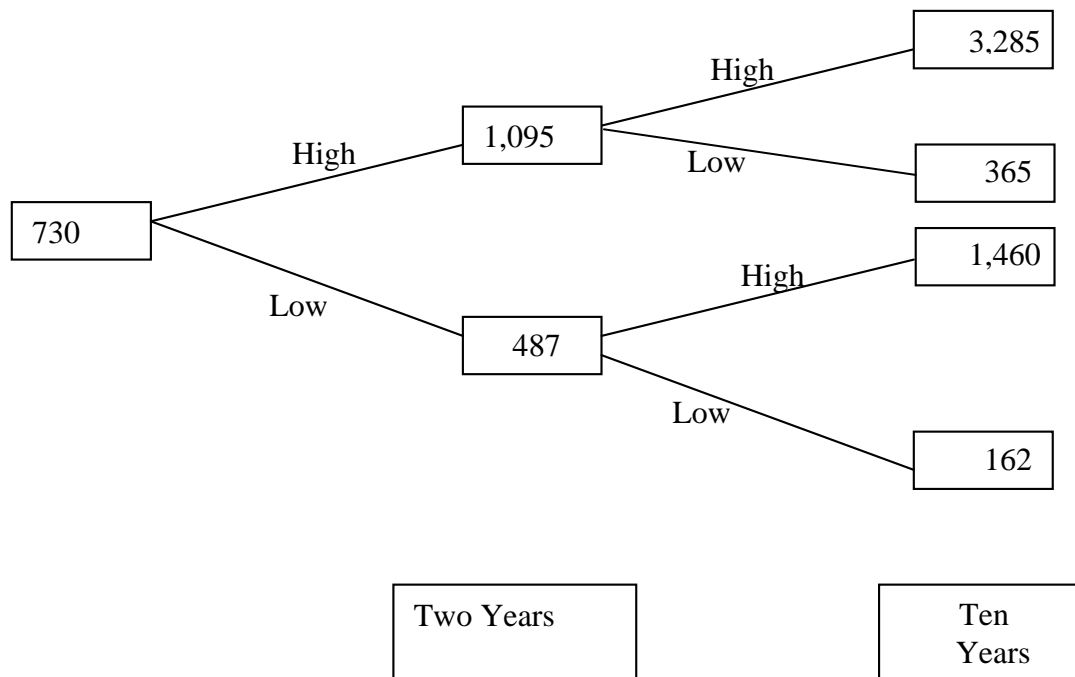 3,285
High
1,095
High
Low
365
730
1,460
High
Low
487
Low
162
Two Years
Ten
Years